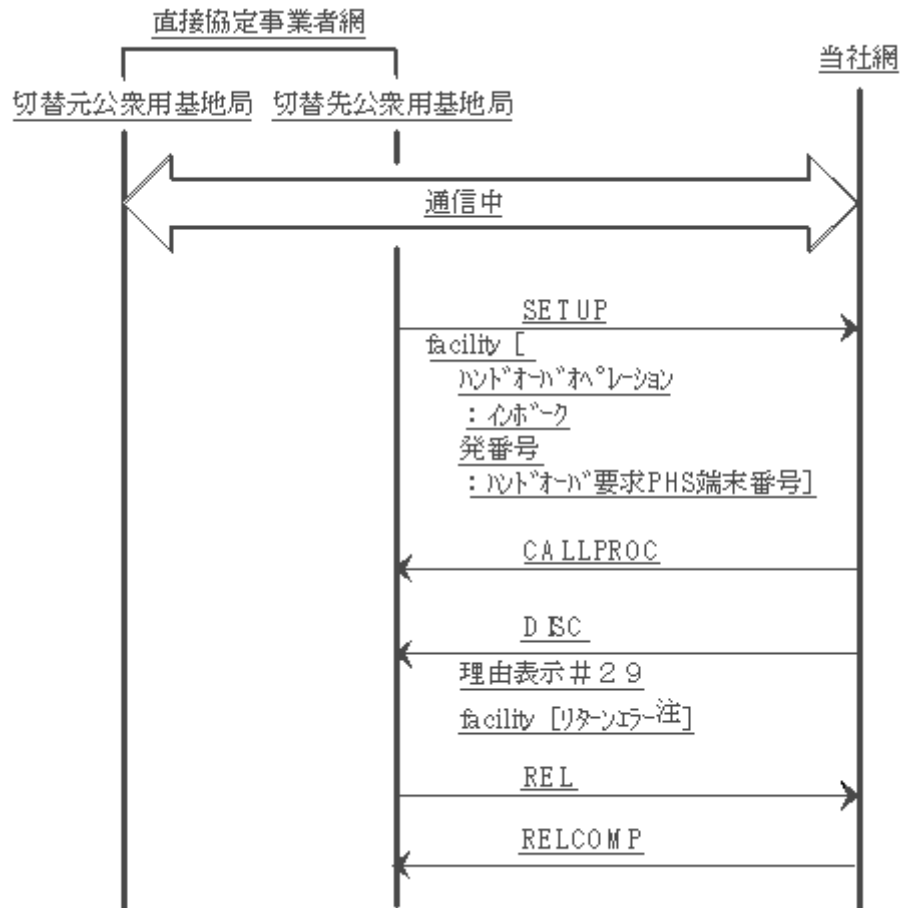 直接協定事業者網
当社網
切替元公衆用基地局 切替先公衆用基地局
通信中
SETUP
facility [
ハンドオーバオペレーション
:インボーク
発番号
:ハンドオーバ要求PHS端末番号]
CALLPROC
DISC
理由表示#29
facility [リターンエラー注]
REL
RELCOMP